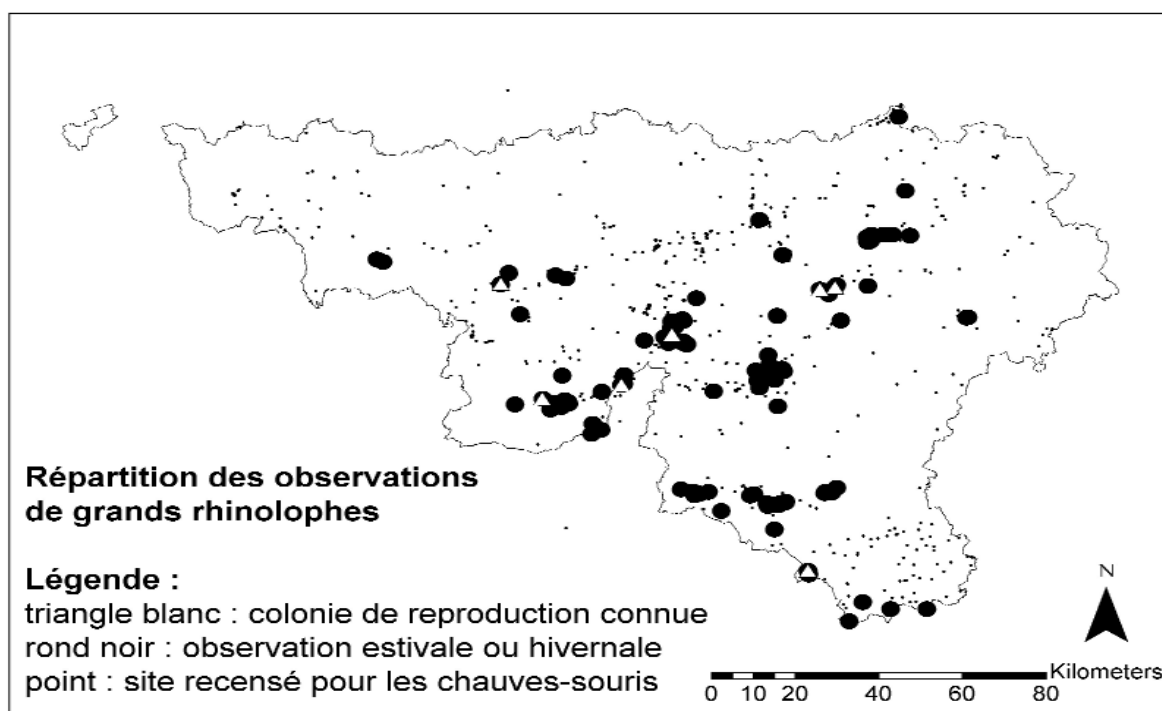 Répartition des observations
de grands rhinolophes
Légende :
triangle blanc : colonie de reproduction connue
rond noir : observation estivale ou hivernale
point : site recensé pour les chauves-souris
N
Kilometers
0 10 20 40 60 80